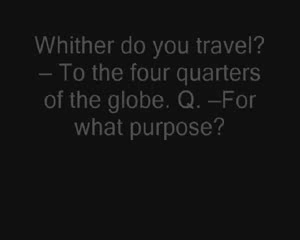 Whither do you travel?
– To the four quarters
of the globe. Q. –For
what purpose?